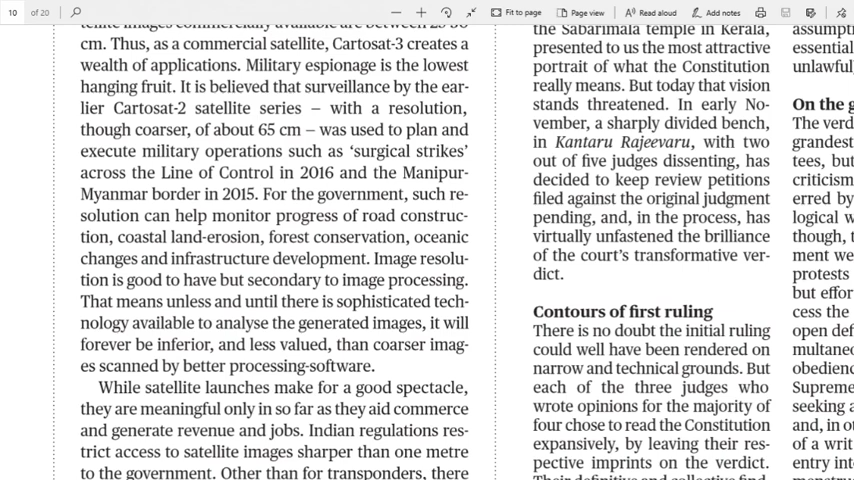 10 of 20 Fit to page Page view Read aloud Add notes
cm. Thus, as a commercial satellite, Cartosat-3 creates a
wealth of applications. Military espionage is the lowest
hanging fruit. It is believed that surveillance by the ear-
lier Cartosat-2 satellite series – with a resolution,
though coarser, of about 65 cm – was used to plan and
execute military operations such as ‘surgical strikes’
across the Line of Control in 2016 and the Manipur-
Myanmar border in 2015. For the government, such re-
solution can help monitor progress of road construc-
tion, coastal land-erosion, forest conservation, oceanic
changes and infrastructure development. Image resolu-
tion is good to have but secondary to image processing.
That means unless and until there is sophisticated tech-
nology available to analyse the generated images, it will
forever be inferior, and less valued, than coarser imag-
es scanned by better processing-software.
While satellite launches make for a good spectacle,
they are meaningful only in so far as they aid commerce
and generate revenue and jobs. Indian regulations res-
trict access to satellite images sharper than one metre
to the government. Other than for transponders, there
the Sabarimala temple in Kerala,
presented to us the most attractive
portrait of what the Constitution
really means. But today that vision
stands threatened. In early No-
vember, a sharply divided bench,
in Kantaru Rajeevaru, with two
out of five judges dissenting, has
decided to keep review petitions
filed against the original judgment
pending, and, in the process, has
virtually unfastened the brilliance
of the court’s transformative ver-
dict.
Contours of first ruling
There is no doubt the initial ruling
could well have been rendered on
narrow and technical grounds. But
each of the three judges who
wrote opinions for the majority of
four chose to read the Constitution
expansively, by leaving their res-
pective imprints on the verdict.
Their definitive and collective find-
assumpt
essential
unlawful
On the g
The verd
grandest
tees, but
criticism
erred by
logical w
though, t
ment we
protests
but effor
cess the
open def
multaneo
obedienc
Supreme
seeking a
and, in o
of a writ
entry int